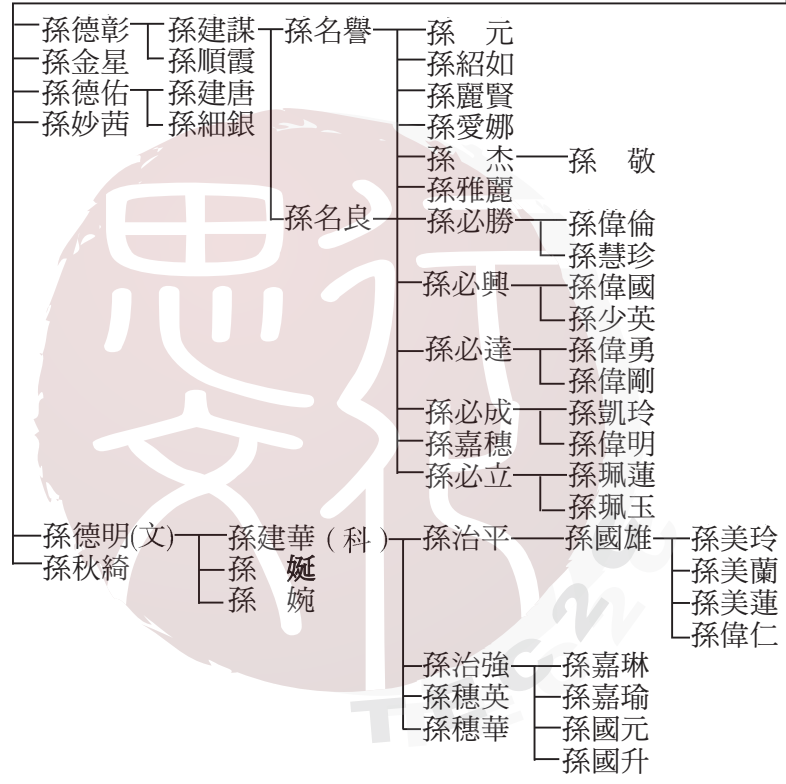 孫德彰 孫建謀 孫名譽 孫 元
孫金星 孫順霞 孫紹如
孫德佑 孫建唐 孫麗賢
孫妙茜 孫細銀 孫愛娜
孫 杰 孫 敬
孫雅麗
孫名良 孫必勝 孫偉倫
孫慧珍
孫必興 孫偉國
孫少英
孫必達 孫偉勇
孫偉剛
孫必成 孫凱玲
孫嘉穗 孫偉明
孫必立 孫珮蓮
孫珮玉
孫德明(文) 孫建華(科) 孫治平 孫國雄 孫美玲
孫秋綺 孫 娫 孫美蘭
孫 婉 孫美蓮
孫偉仁
孫治強 孫嘉琳
孫穗英 孫嘉瑜
孫穗華 孫國元
孫國升
思行
文化